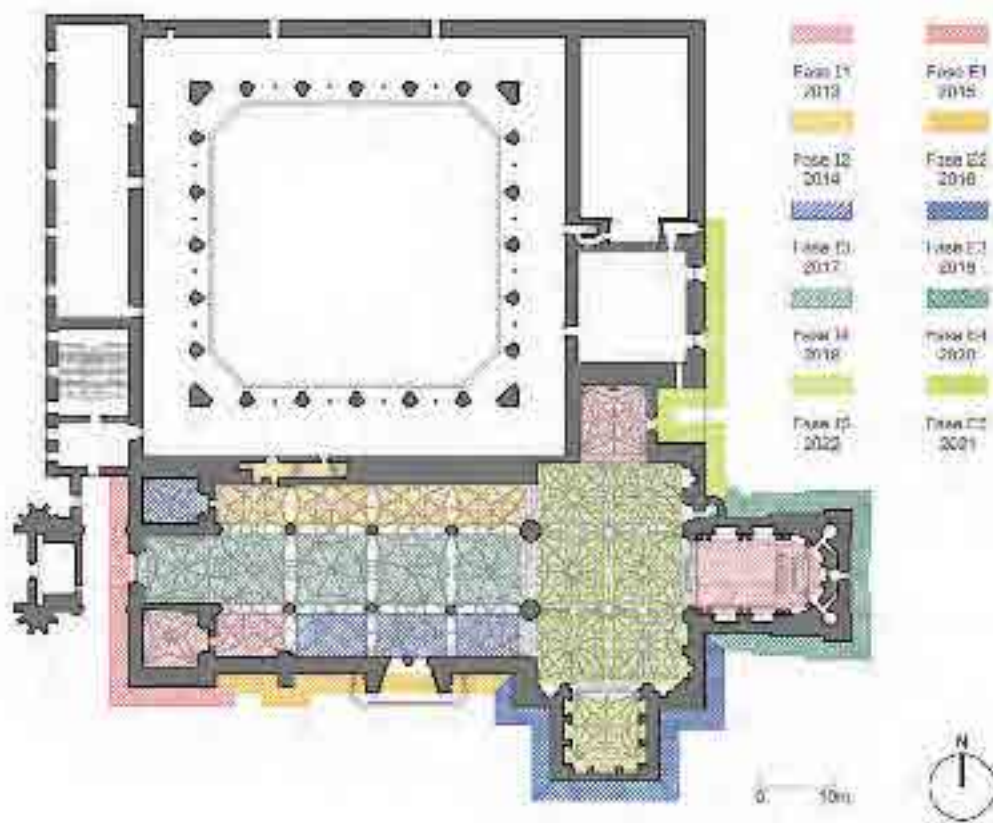 Fase I1
2013
Fase E1
2015
Fase I2
2014
Fase E2
2016
Fase I3
2017
Fase E3
2018
Fase I4
2019
Fase E4
2020
Fase I5
2022
Fase E5
2021
0
10m
N